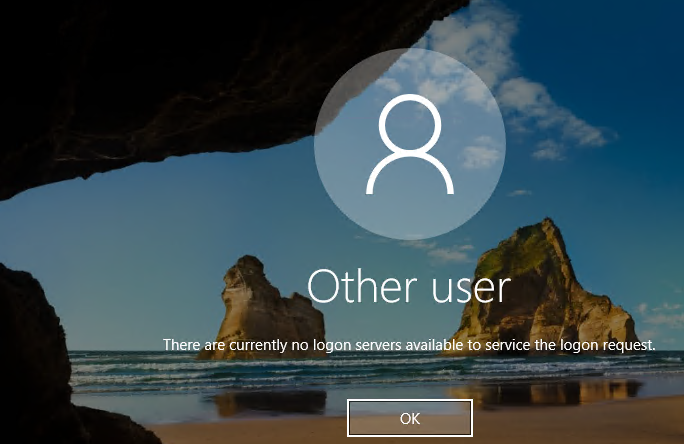 Other user
There are currently no logon servers available to service the logon request.
OK